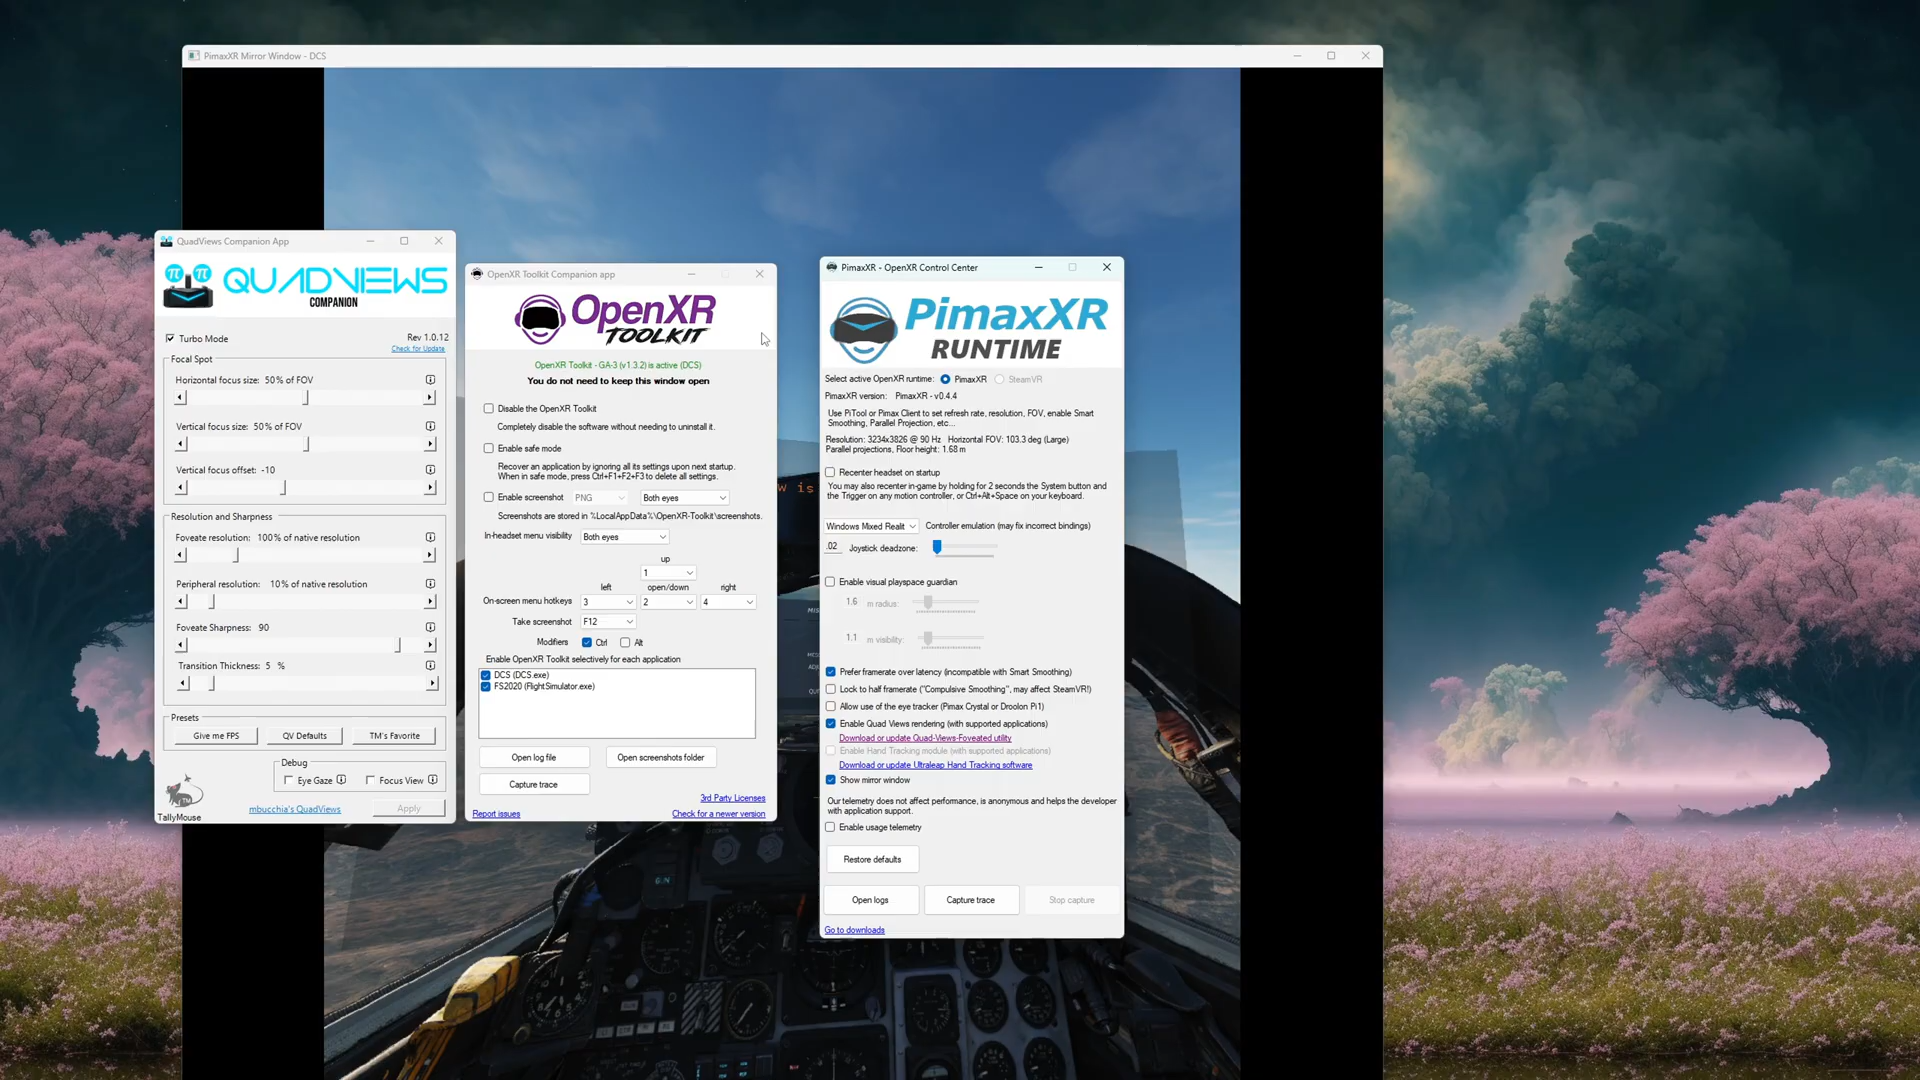 PimaxXR Mirror Window - DCS
QuadViews Companion App
QUADVIEWS
COMPANION
Turbo Mode
Rev 1.0.12
Check for Update
Focal Spot
Horizontal focus size: 50% of FOV
Vertical focus size: 50% of FOV
Vertical focus offset: -10
Resolution and Sharpness
Foveate resolution: 100% of native resolution
Peripheral resolution: 10% of native resolution
Foveate Sharpness: 90
Transition Thickness: 5 %
Presets
Give me FPS
QV Defaults
TM's Favorite
Debug
Eye Gaze
Focus View
TM
TallyMouse
mbucchia's QuadViews
Apply
OpenXR Toolkit Companion app
OpenXR
TOOLKIT
OpenXR Toolkit - GA-3 (v1.3.2) is active (DCS)
You do not need to keep this window open
Disable the OpenXR Toolkit
Completely disable the software without needing to uninstall it.
Enable safe mode
Recover an application by ignoring all its settings upon next startup.
When in safe mode, press Ctrl+F1+F2+F3 to delete all settings.
Enable screenshot PNG Both eyes
Screenshots are stored in %LocalAppData%\OpenXR-Toolkit\screenshots.
In-headset menu visibility Both eyes
up
1
left open/down right
On-screen menu hotkeys 3 2 4
Take screenshot F12
Modifiers Ctrl Alt
Enable OpenXR Toolkit selectively for each application
DCS (DCS.exe)
FS2020 (FlightSimulator.exe)
Open log file
Open screenshots folder
Capture trace
3rd Party Licenses
Report issues
Check for a newer version
W is
PimaxXR - OpenXR Control Center
PimaxXR
RUNTIME
Select active OpenXR runtime: PimaxXR SteamVR
PimaxXR version: PimaxXR - v0.4.4
Use PiTool or Pimax Client to set refresh rate, resolution, FOV, enable Smart
Smoothing, Parallel Projection, etc...
Resolution: 3234x3826 @ 90 Hz Horizontal FOV: 103.3 deg (Large)
Parallel projections, Floor height: 1.68 m
Recenter headset on startup
You may also recenter in-game by holding for 2 seconds the System button and
the Trigger on any motion controller, or Ctrl+Alt+Space on your keyboard.
Windows Mixed Realit Controller emulation (may fix incorrect bindings)
.02 Joystick deadzone:
Enable visual playspace guardian
1.6 m radius:
1.1 m visibility:
Prefer framerate over latency (incompatible with Smart Smoothing)
Lock to half framerate ("Compulsive Smoothing", may affect SteamVR!)
Allow use of the eye tracker (Pimax Crystal or Droolon Pi1)
Enable Quad Views rendering (with supported applications)
Download or update Quad-Views-Foveated utility
Enable Hand Tracking module (with supported applications)
Download or update Ultraleap Hand Tracking software
Show mirror window
Our telemetry does not affect performance, is anonymous and helps the developer
with application support.
Enable usage telemetry
Restore defaults
Open logs
Capture trace
Stop capture
Go to downloads